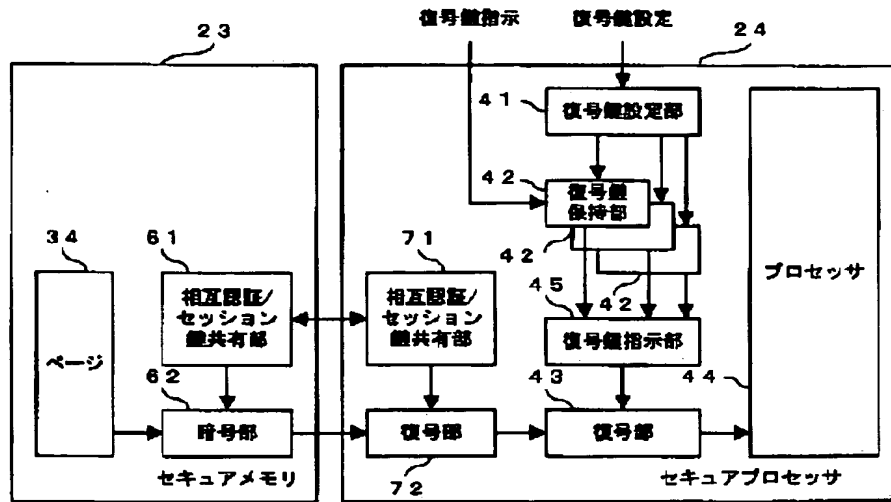 復号鍵指示
復号鍵設定
23
24
41
復号鍵設定部
42
復号鍵
保持部
42
42
34
61
71
45
相互認証/
セッション
鍵共有部
相互認証/
セッション
鍵共有部
復号鍵指示部
プロセッサ
ページ
62
43
44
暗号部
復号部
復号部
セキュアメモリ
72
セキュアプロセッサ